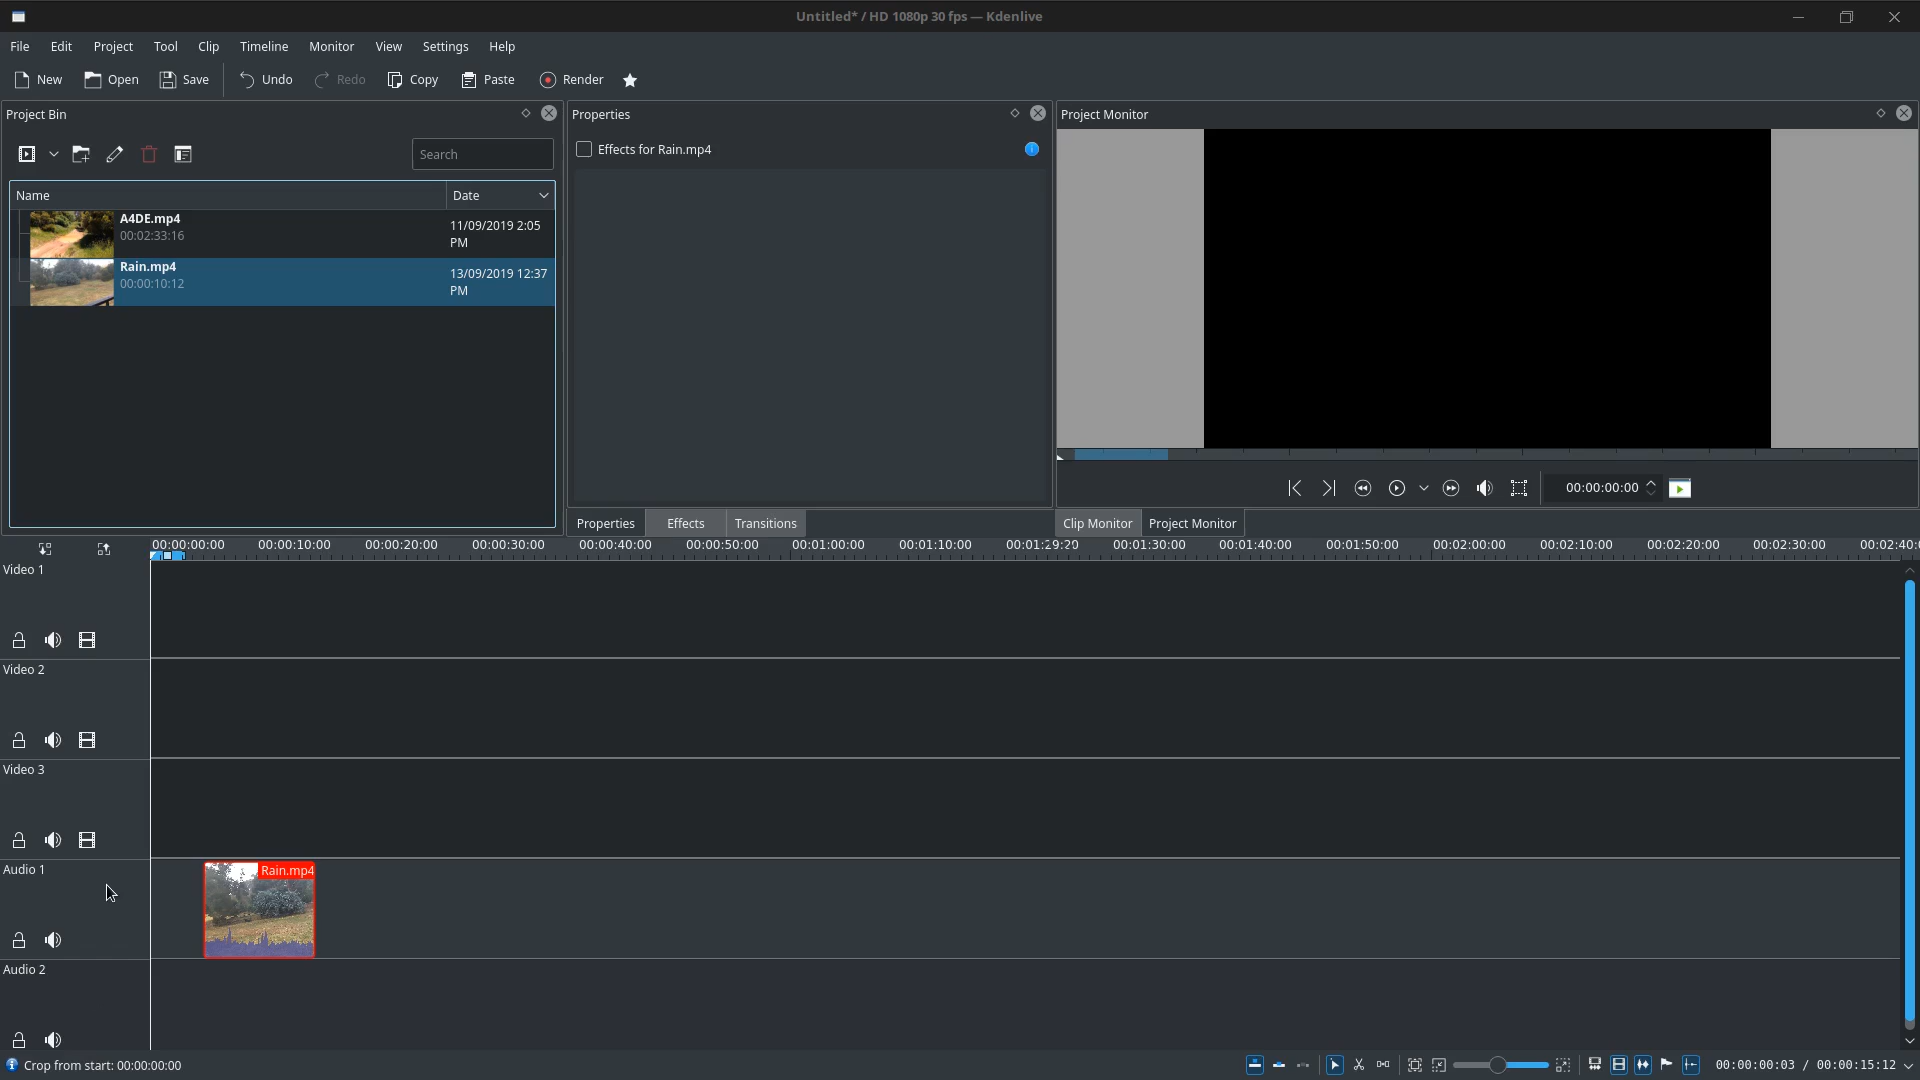 Untitled* / HD 1080p 30 fps — Kdenlive
File Edit Project Tool Clip Timeline Monitor View Settings Help
New Open Save Undo Redo Copy Paste Render
Project Bin
Search
Name Date
A4DE.mp4
00:02:33:16
11/09/2019 2:05
PM
Rain.mp4
00:00:10:12
13/09/2019 12:37
PM
Properties
Effects for Rain.mp4
Properties Effects Transitions
Project Monitor
00:00:00:00
Clip Monitor Project Monitor
00:00:00:00 00:00:10:00 00:00:20:00 00:00:30:00 00:00:40:00 00:00:50:00 00:01:00:00 00:01:10:00 00:01:29:20 00:01:30:00 00:01:40:00 00:01:50:00 00:02:00:00 00:02:10:00 00:02:20:00 00:02:30:00 00:02:40:
Video 1
Video 2
Video 3
Audio 1
Rain.mp4
Audio 2
Crop from start: 00:00:00:00
00:00:00:03 / 00:00:15:12